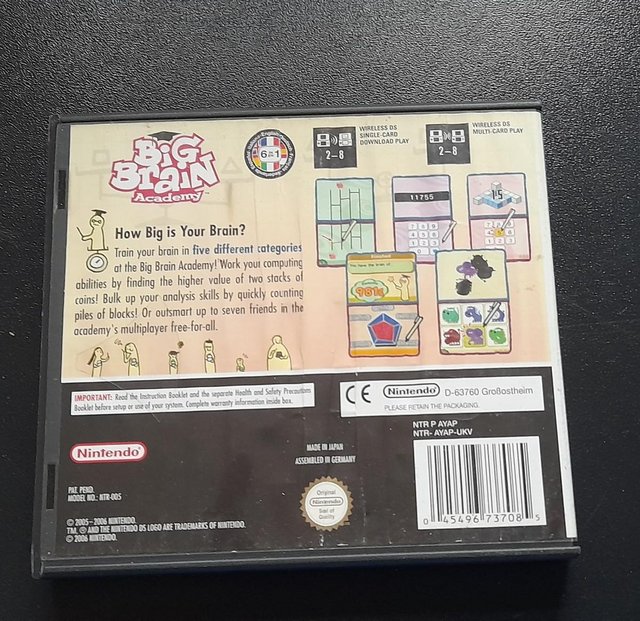 BiG
BRaiN
Academy™
6 in 1
WIRELESS DS
SINGLE-CARD
DOWNLOAD PLAY
2-8
WIRELESS DS
MULTI-CARD PLAY
2-8
11755
15
How Big is Your Brain?
Train your brain in five different categories
at the Big Brain Academy! Work your computing
abilities by finding the higher value of two stacks of
coins! Bulk up your analysis skills by quickly counting
piles of blocks! Or outsmart up to seven friends in the
academy's multiplayer free-for-all.
IMPORTANT: Read the Instruction Booklet and the separate Health and Safety Precautions
Booklet before setup or use of your system. Complete warranty information inside box.
CE Nintendo® D-63760 Großostheim
PLEASE RETAIN THE PACKAGING.
NTR P AYAP
NTR- AYAP-UKV
Nintendo®
MADE IN JAPAN
ASSEMBLED IN GERMANY
PAT. PEND.
MODEL NO.: NTR-005
Original
Nintendo
Seal of
Quality
© 2005-2006 NINTENDO.
TM, ® AND THE NINTENDO DS LOGO ARE TRADEMARKS OF NINTENDO.
© 2006 NINTENDO.
0 45496 73708 5